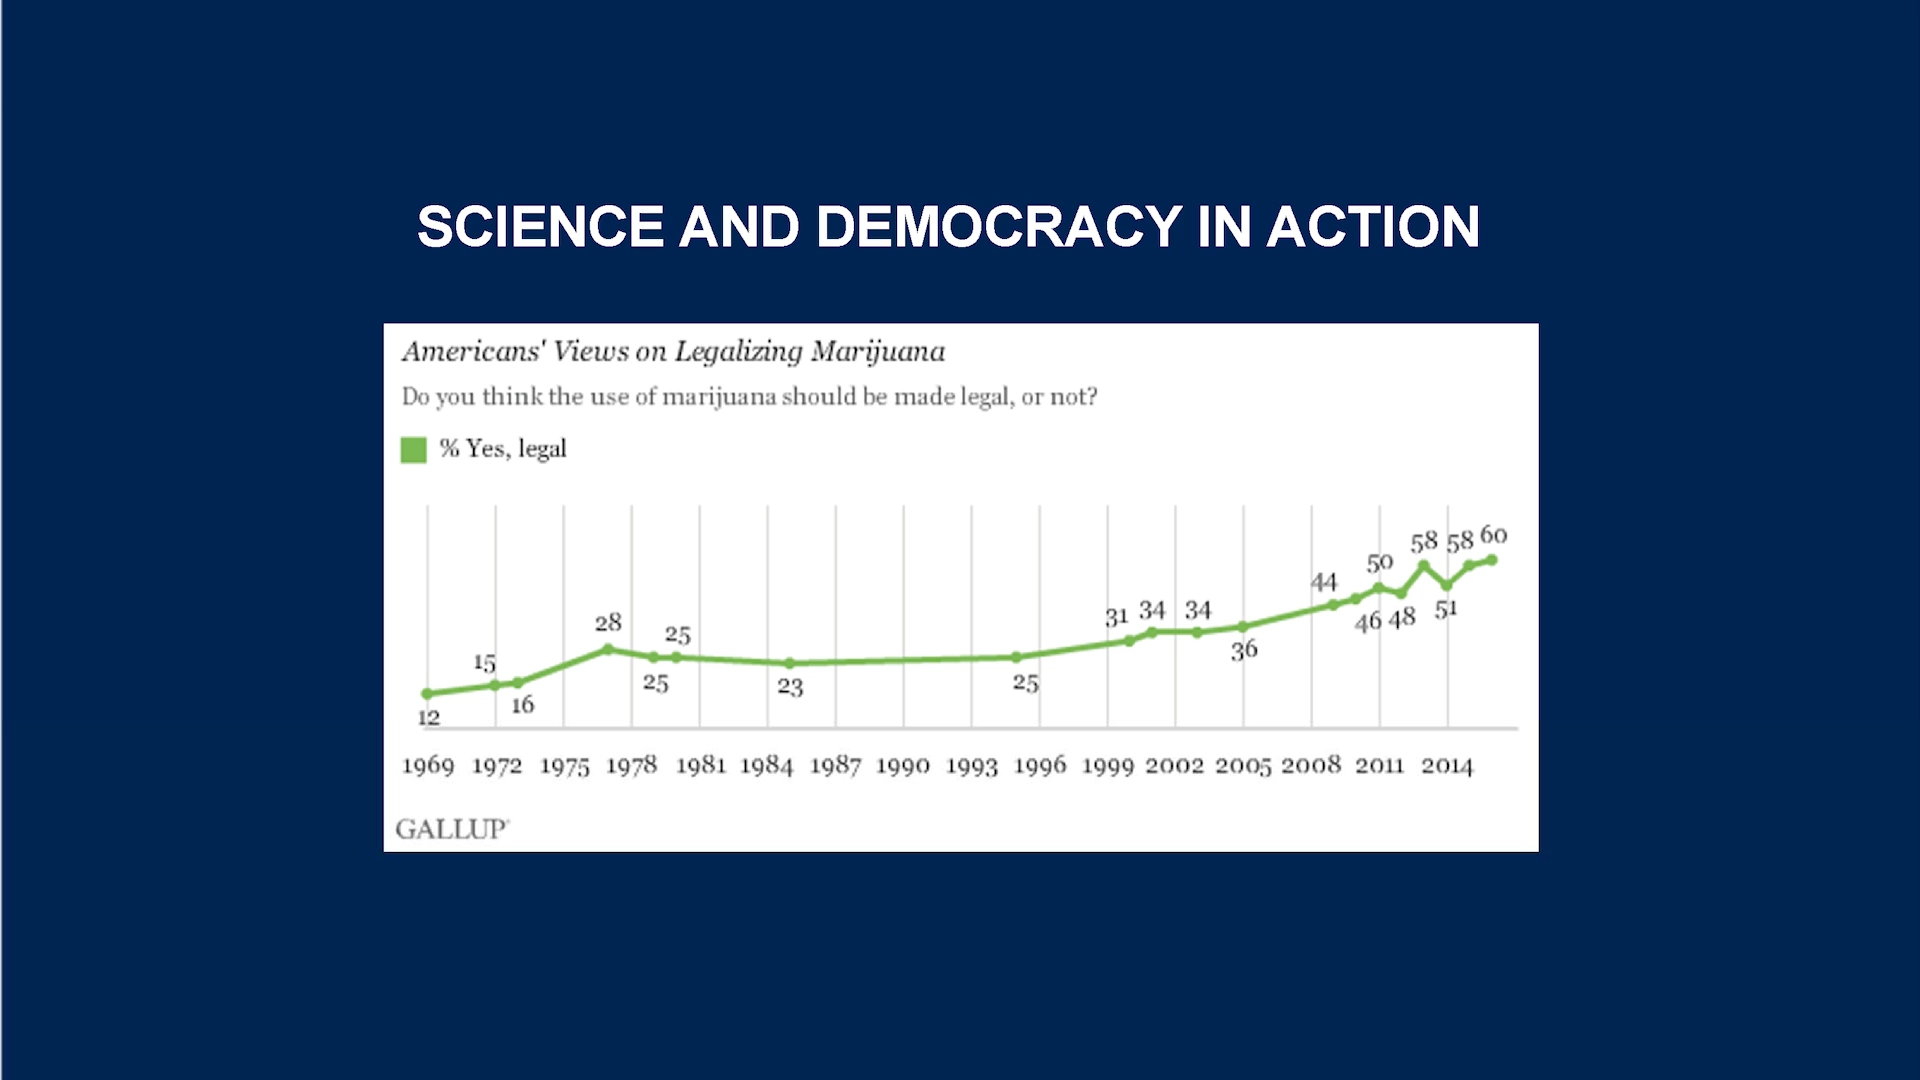 SCIENCE AND DEMOCRACY IN ACTION
Americans' Views on Legalizing Marijuana
Do you think the use of marijuana should be made legal, or not?
% Yes, legal
12 15 16 28 25 25 23 25 31 34 34 36 44 46 50 48 58 51 58 60
1969 1972 1975 1978 1981 1984 1987 1990 1993 1996 1999 2002 2005 2008 2011 2014
GALLUP®